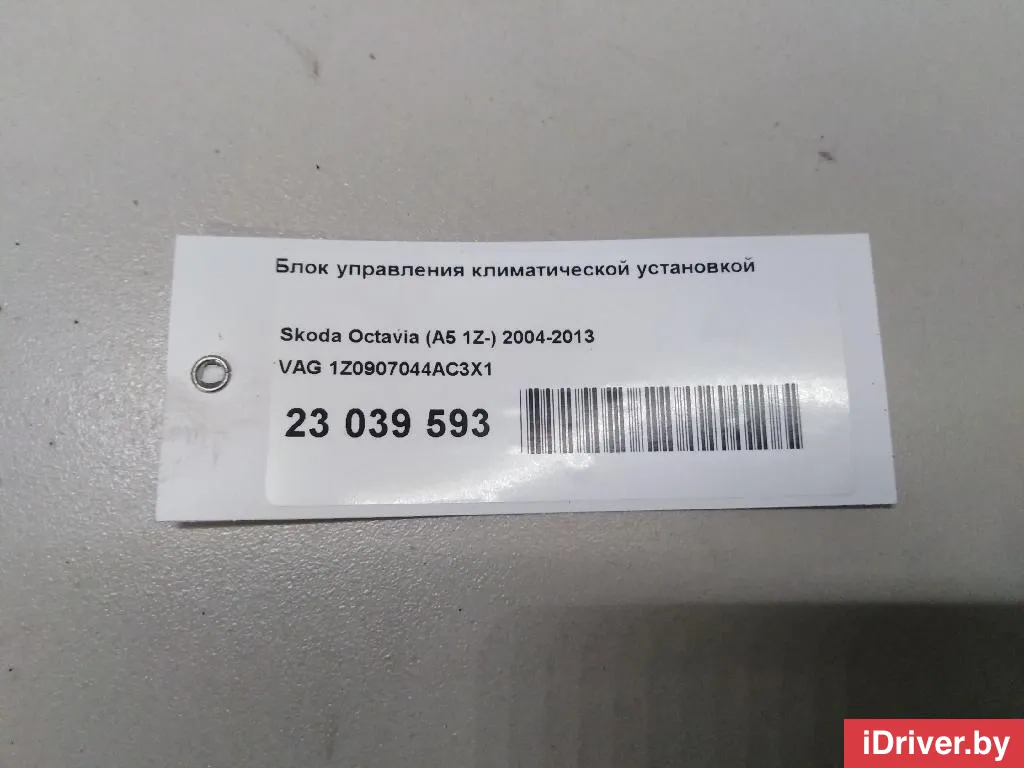 Блок управления климатической установкой
Skoda Octavia (A5 1Z-) 2004-2013
VAG 1Z0907044AC3X1
23 039 593
iDriver.by